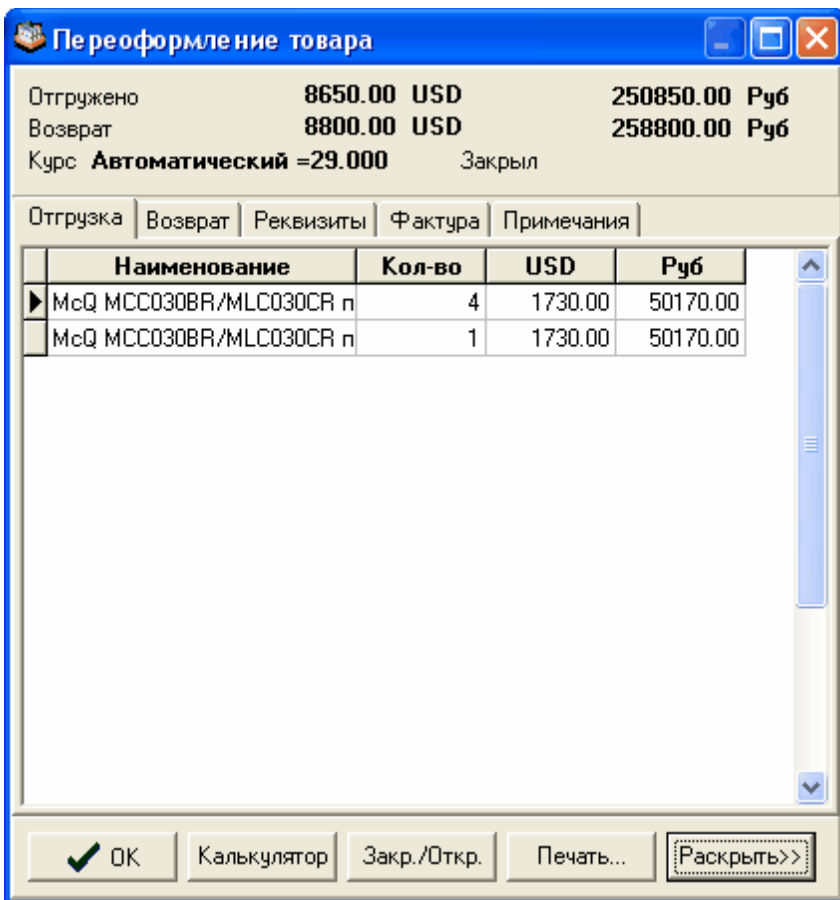 Переоформление товара
Отгружено 8650.00 USD 250850.00 Руб
Возврат 8800.00 USD 258800.00 Руб
Курс Автоматический =29.000 Закрыл
Отгрузка Возврат Реквизиты Фактура Примечания
Наименование Кол-во USD Руб
McQ MCC030BR/MLC030CR п 4 1730.00 50170.00
McQ MCC030BR/MLC030CR п 1 1730.00 50170.00
OK Калькулятор Закр./Откр. Печать... Раскрыть>>